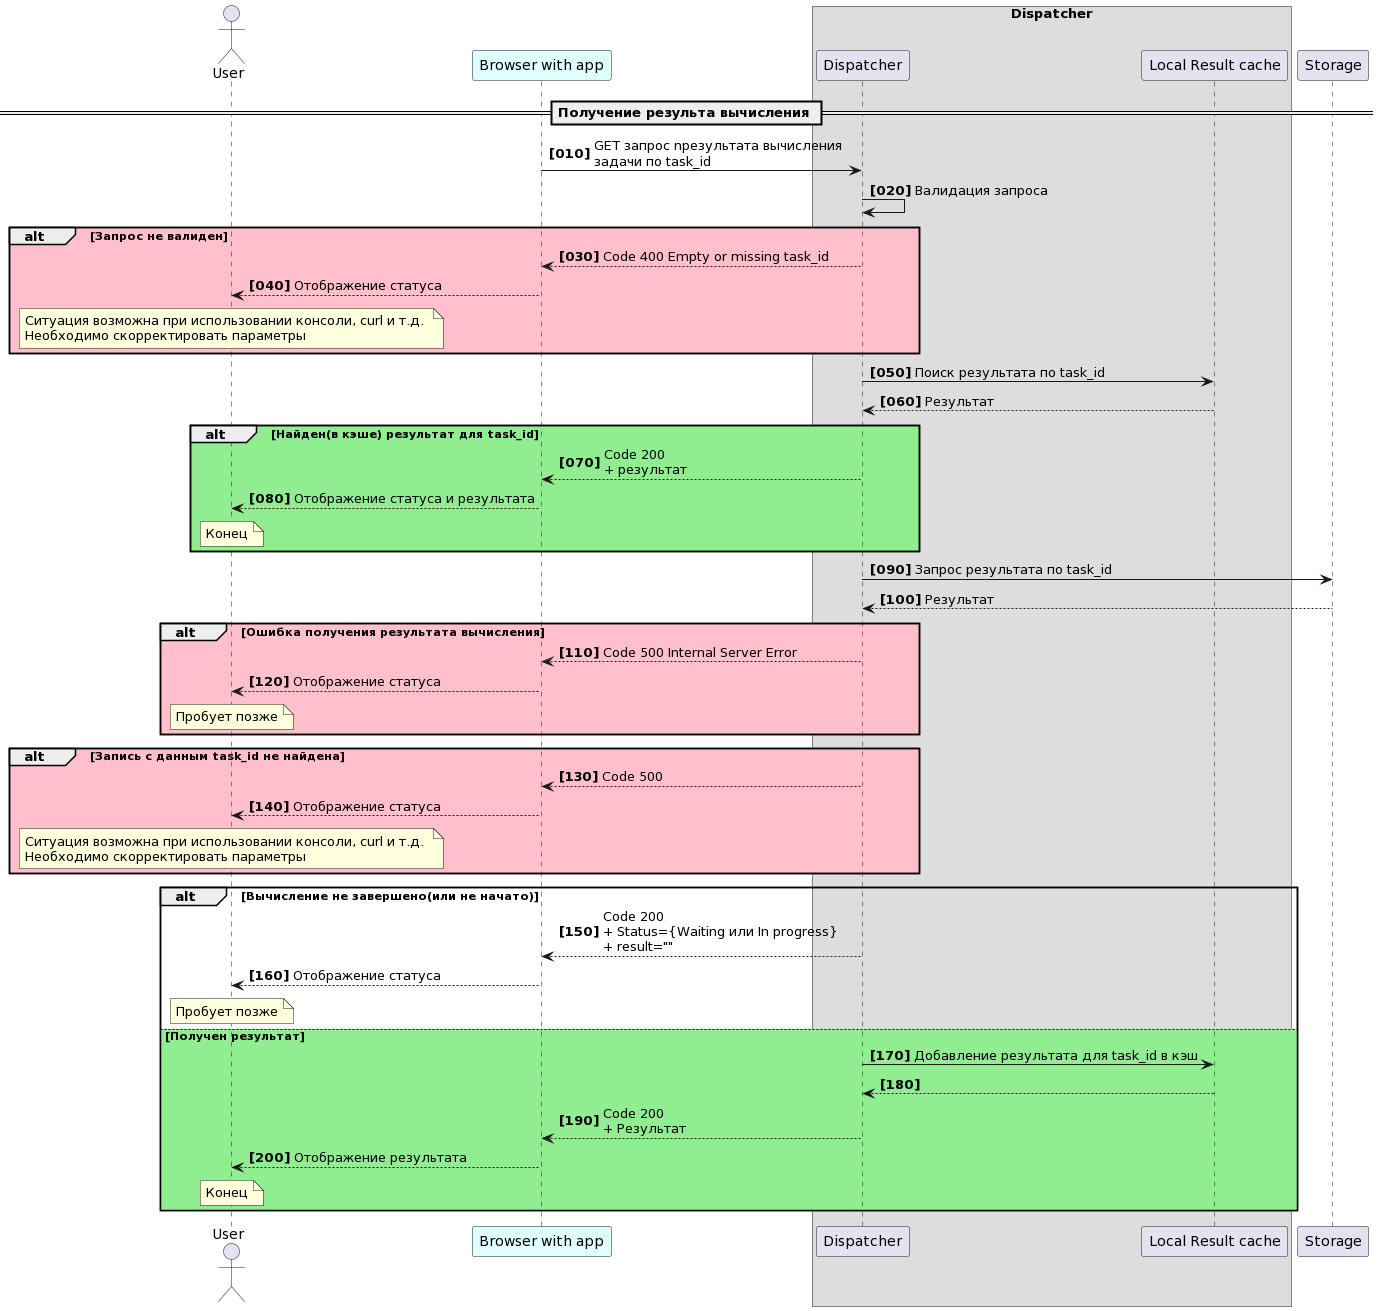 Dispatcher
User
Browser with app
Dispatcher
Local Result cache
Storage
Получение результа вычисления
[010] GET запрос nрезультата вычисления
задачи по task_id
[020] Валидация запроса
alt [Запрос не валиден]
[030] Code 400 Empty or missing task_id
[040] Отображение статуса
Ситуация возможна при использовании консоли, curl и т.д.
Необходимо скорректировать параметры
[050] Поиск результата по task_id
[060] Результат
alt [Найден(в кэше) результат для task_id]
[070] Code 200
+ результат
[080] Отображение статуса и результата
Конец
[090] Запрос результата по task_id
[100] Результат
alt [Ошибка получения результата вычисления]
[110] Code 500 Internal Server Error
[120] Отображение статуса
Пробует позже
alt [Запись с данным task_id не найдена]
[130] Code 500
[140] Отображение статуса
Ситуация возможна при использовании консоли, curl и т.д.
Необходимо скорректировать параметры
alt [Вычисление не завершено(или не начато)]
Code 200
[150] + Status={Waiting или In progress}
+ result=""
[160] Отображение статуса
Пробует позже
[Получен результат]
[170] Добавление результата для task_id в кэш
[180]
[190] Code 200
+ Результат
[200] Отображение результата
Конец
User
Browser with app
Dispatcher
Local Result cache
Storage